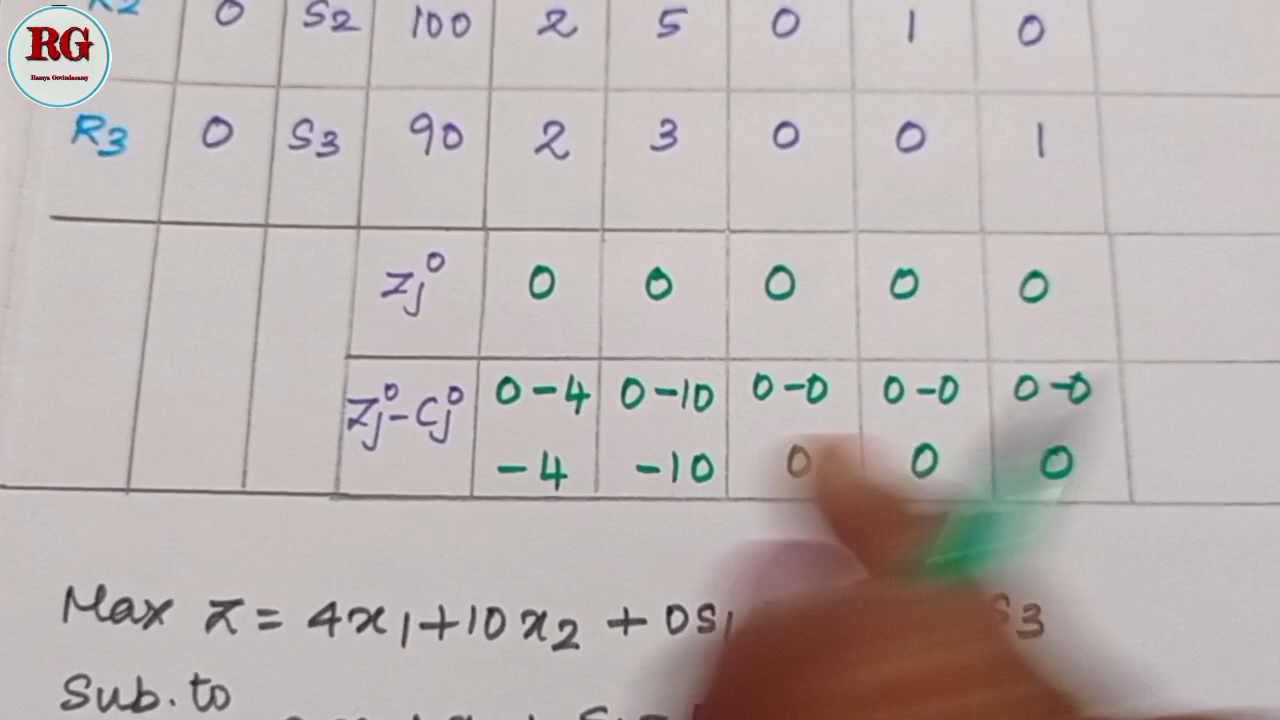 RG
Ramya Govindasamy
R2 0 S2 100 2 5 0 1 0
R3 0 S3 90 2 3 0 0 1
Zj 0 0 0 0 0
Zj-Cj 0-4 0-10 0-0 0-0 0-0
-4 -10 0 0 0
Max Z = 4x1+10x2 + 0S1 S3
Sub. to